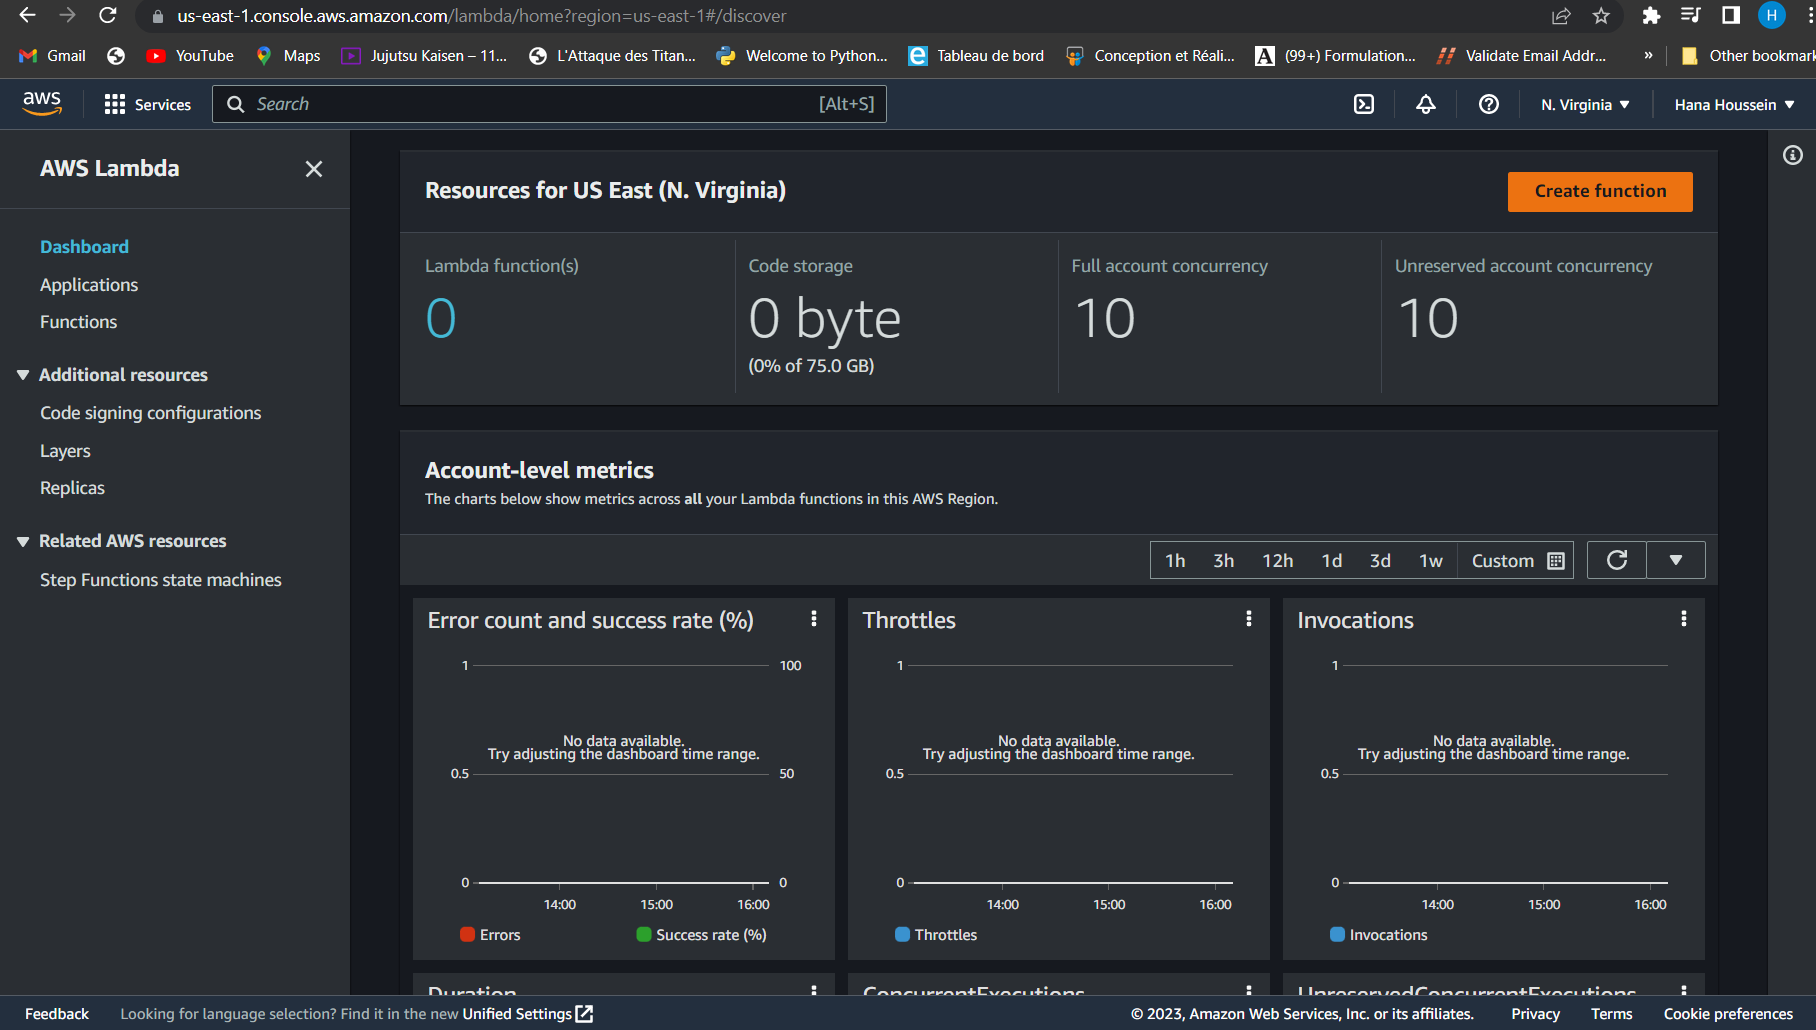 us-east-1.console.aws.amazon.com/lambda/home?region=us-east-1#/discover
H
Gmail
YouTube
Maps
Jujutsu Kaisen – 11...
L'Attaque des Titan...
Welcome to Python...
Tableau de bord
Conception et Réali...
(99+) Formulation...
Validate Email Addr...
»
Other bookmark
aws
Services
Search
[Alt+S]
N. Virginia
Hana Houssein
AWS Lambda
Dashboard
Applications
Functions
Additional resources
Code signing configurations
Layers
Replicas
Related AWS resources
Step Functions state machines
Resources for US East (N. Virginia)
Create function
Lambda function(s)
0
Code storage
0 byte
(0% of 75.0 GB)
Full account concurrency
10
Unreserved account concurrency
10
Account-level metrics
The charts below show metrics across all your Lambda functions in this AWS Region.
1h 3h 12h 1d 3d 1w Custom
Error count and success rate (%)
1
100
No data available.
Try adjusting the dashboard time range.
0.5
50
0
0
14:00 15:00 16:00
Errors
Success rate (%)
Throttles
1
No data available.
Try adjusting the dashboard time range.
0.5
0
14:00 15:00 16:00
Throttles
Invocations
1
No data available.
Try adjusting the dashboard time range.
0.5
0
14:00 15:00 16:00
Invocations
Duration
ConcurrentExecutions
UnreservedConcurrentExecutions
Feedback
Looking for language selection? Find it in the new Unified Settings
© 2023, Amazon Web Services, Inc. or its affiliates.
Privacy
Terms
Cookie preferences